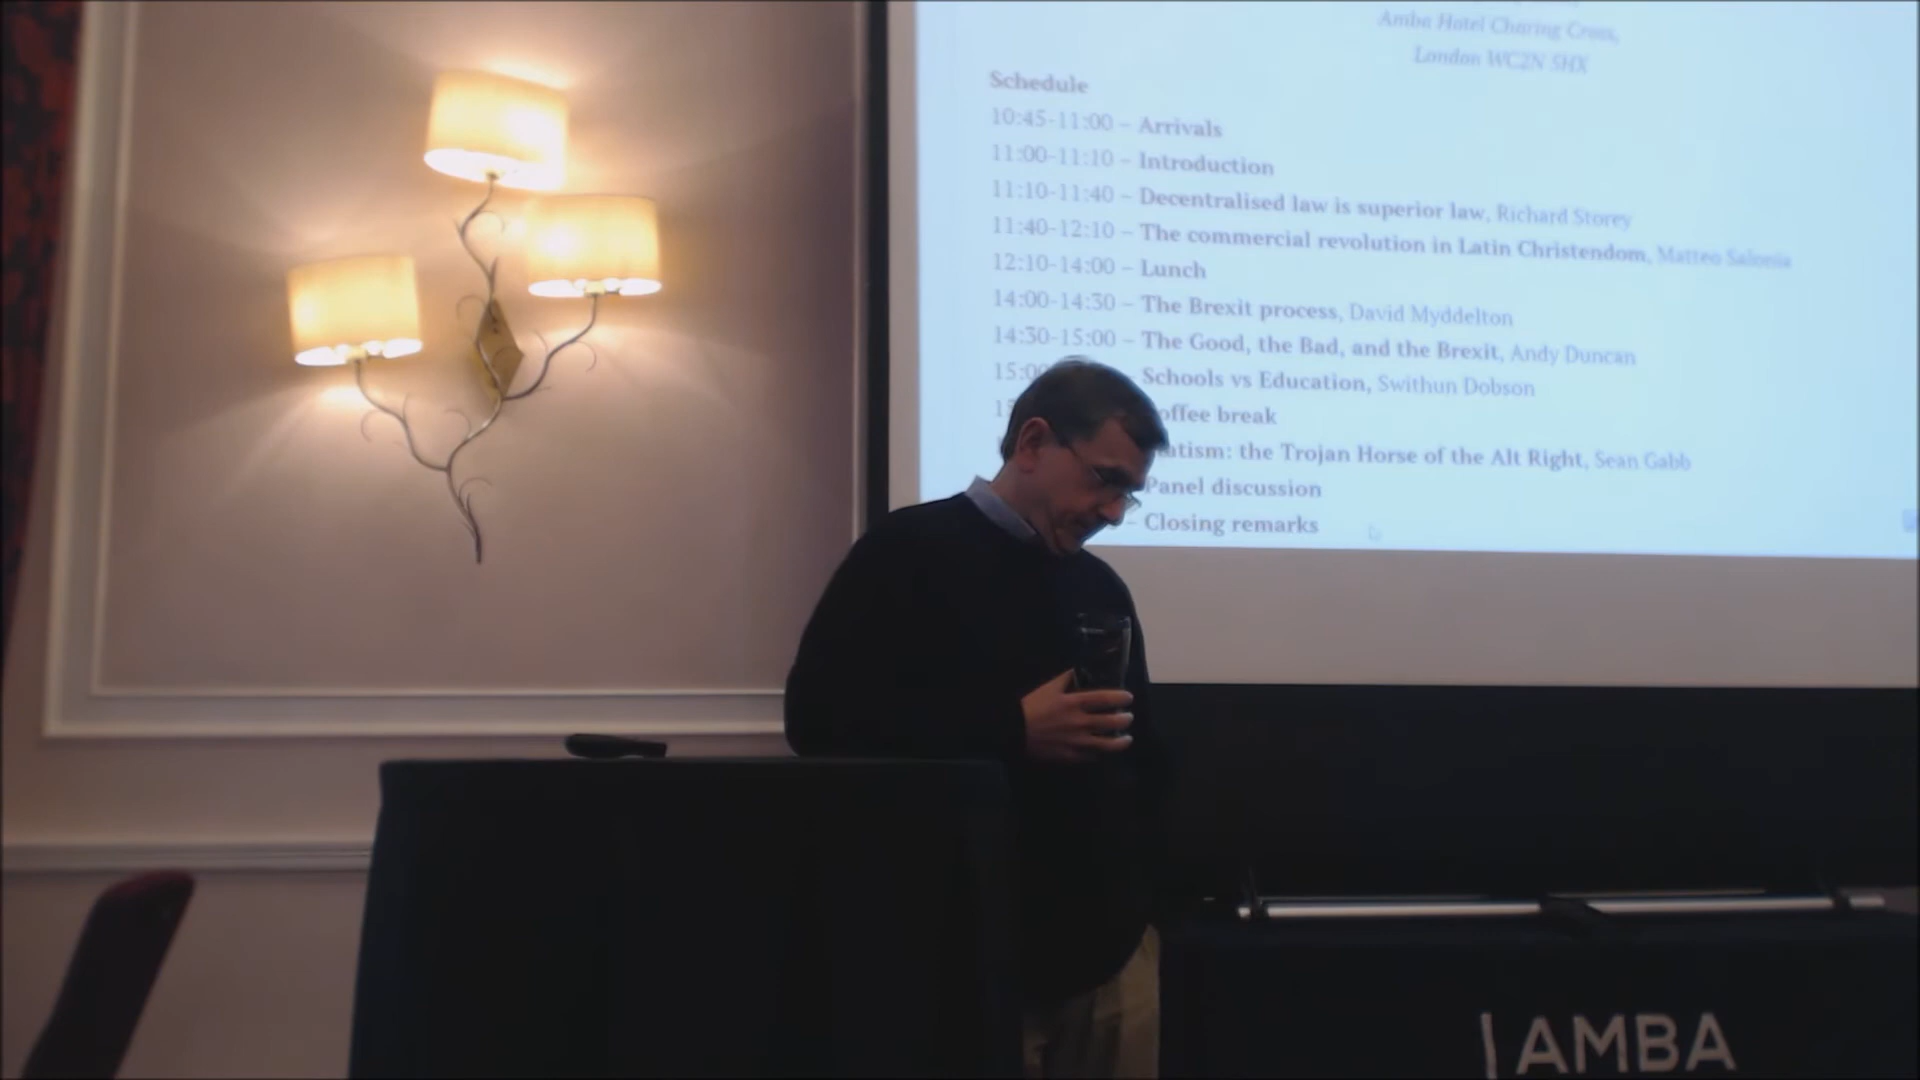 Amba Hotel Charing Cross,
London WC2N 5HX
Schedule
10:45-11:00 – Arrivals
11:00-11:10 – Introduction
11:10-11:40 – Decentralised law is superior law, Richard Storey
11:40-12:10 – The commercial revolution in Latin Christendom, Matteo Salonia
12:10-14:00 – Lunch
14:00-14:30 – The Brexit process, David Myddelton
14:30-15:00 – The Good, the Bad, and the Brexit, Andy Duncan
15:00 – Schools vs Education, Swithun Dobson
offee break
atism: the Trojan Horse of the Alt Right, Sean Gabb
Panel discussion
– Closing remarks
AMBA